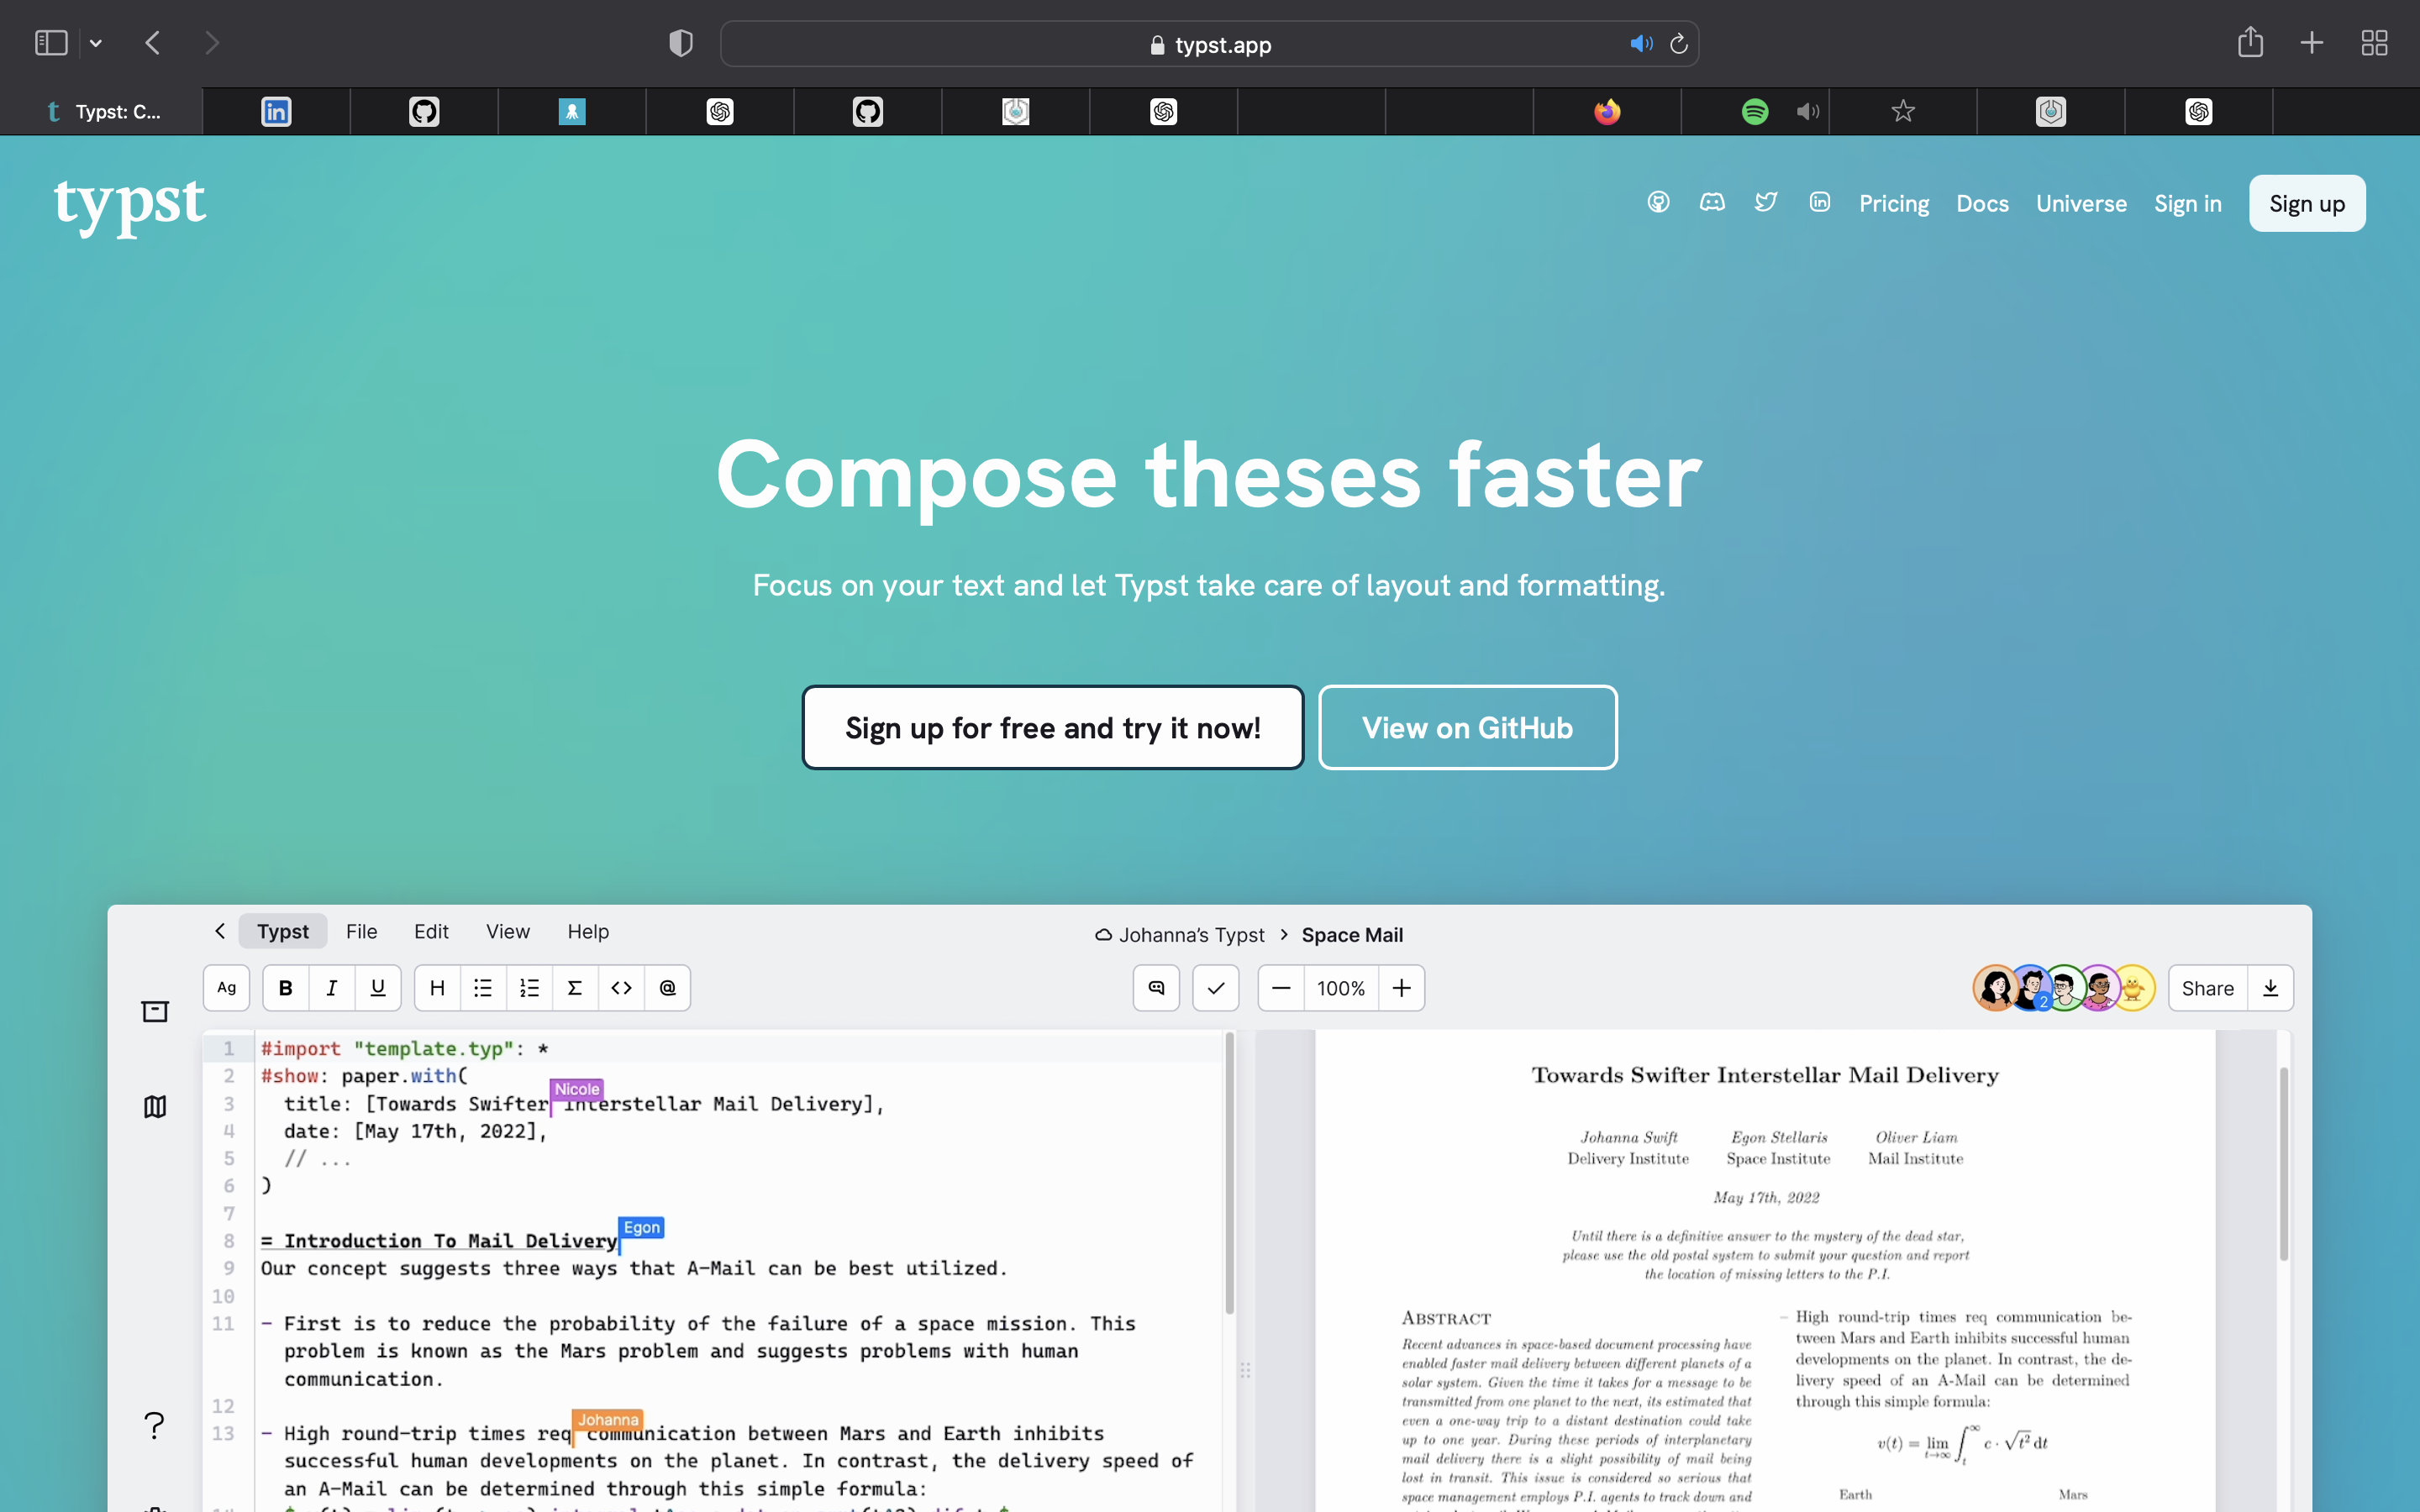 typst.app
Typst: C...
typst
Pricing
Docs
Universe
Sign in
Sign up
Compose theses faster
Focus on your text and let Typst take care of layout and formatting.
Sign up for free and try it now!
View on GitHub
Typst
File
Edit
View
Help
Johanna's Typst > Space Mail
Ag
B
I
U
H
Σ
<>
@
100%
2
Share
1 #import "template.typ": *
2 #show: paper.with(
Nicole
3 title: [Towards Swifter Interstellar Mail Delivery],
4 date: [May 17th, 2022],
5 // ...
6 )
7
Egon
8 = Introduction To Mail Delivery
9 Our concept suggests three ways that A-Mail can be best utilized.
10
11 - First is to reduce the probability of the failure of a space mission. This
problem is known as the Mars problem and suggests problems with human
communication.
12
Johanna
13 - High round-trip times req communication between Mars and Earth inhibits
successful human developments on the planet. In contrast, the delivery speed of
an A-Mail can be determined through this simple formula:
Towards Swifter Interstellar Mail Delivery
Johanna Swift
Delivery Institute
Egon Stellaris
Space Institute
Oliver Liam
Mail Institute
May 17th, 2022
Until there is a definitive answer to the mystery of the dead star,
please use the old postal system to submit your question and report
the location of missing letters to the P.I.
Abstract
Recent advances in space-based document processing have
enabled faster mail delivery between different planets of a
solar system. Given the time it takes for a message to be
transmitted from one planet to the next, its estimated that
even a one-way trip to a distant destination could take
up to one year. During these periods of interplanetary
mail delivery there is a slight possibility of mail being
lost in transit. This issue is considered so serious that
space management employs P.I. agents to track down and
– High round-trip times req communication be-
tween Mars and Earth inhibits successful human
developments on the planet. In contrast, the de-
livery speed of an A-Mail can be determined
through this simple formula:
v(t) = lim t→∞ ∫ₜ^∞ c · √t² dt
Earth
Mars